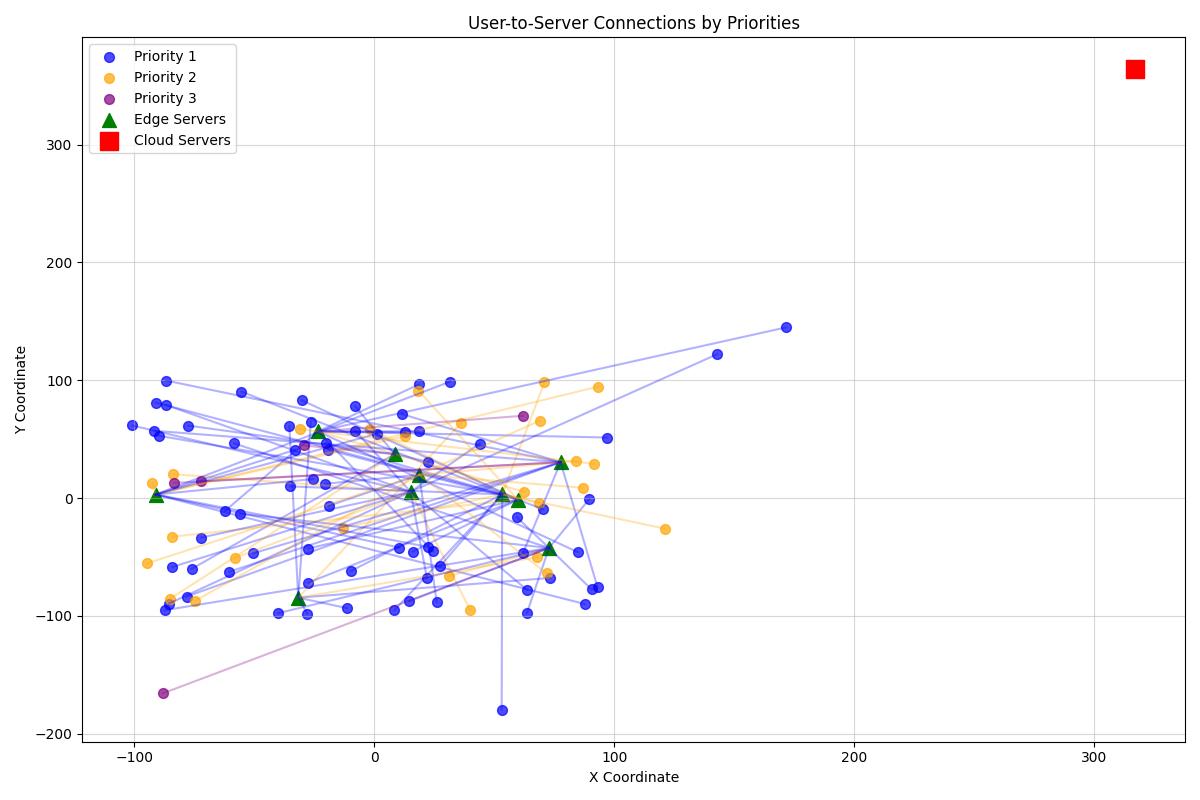 User-to-Server Connections by Priorities
Priority 1
Priority 2
Priority 3
Edge Servers
Cloud Servers
Y Coordinate
300
200
100
0
−100
−200
−100
0
100
200
300
X Coordinate